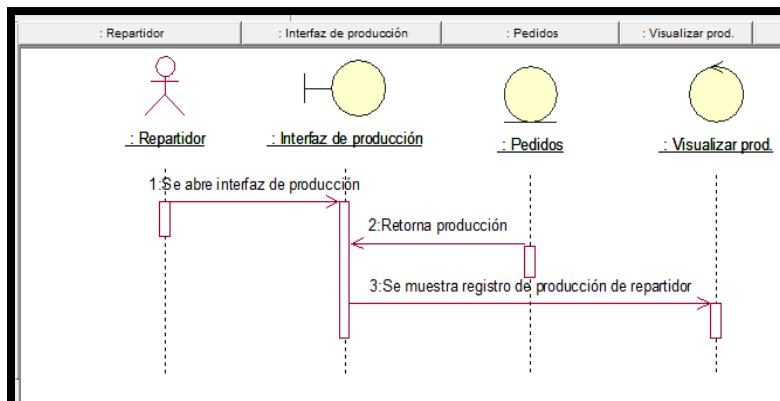 : Repartidor
: Interfaz de producción
: Pedidos
: Visualizar prod.
: Repartidor
: Interfaz de producción
: Pedidos
: Visualizar prod.
1:Se abre interfaz de producción
2:Retorna producción
3:Se muestra registro de producción de repartidor